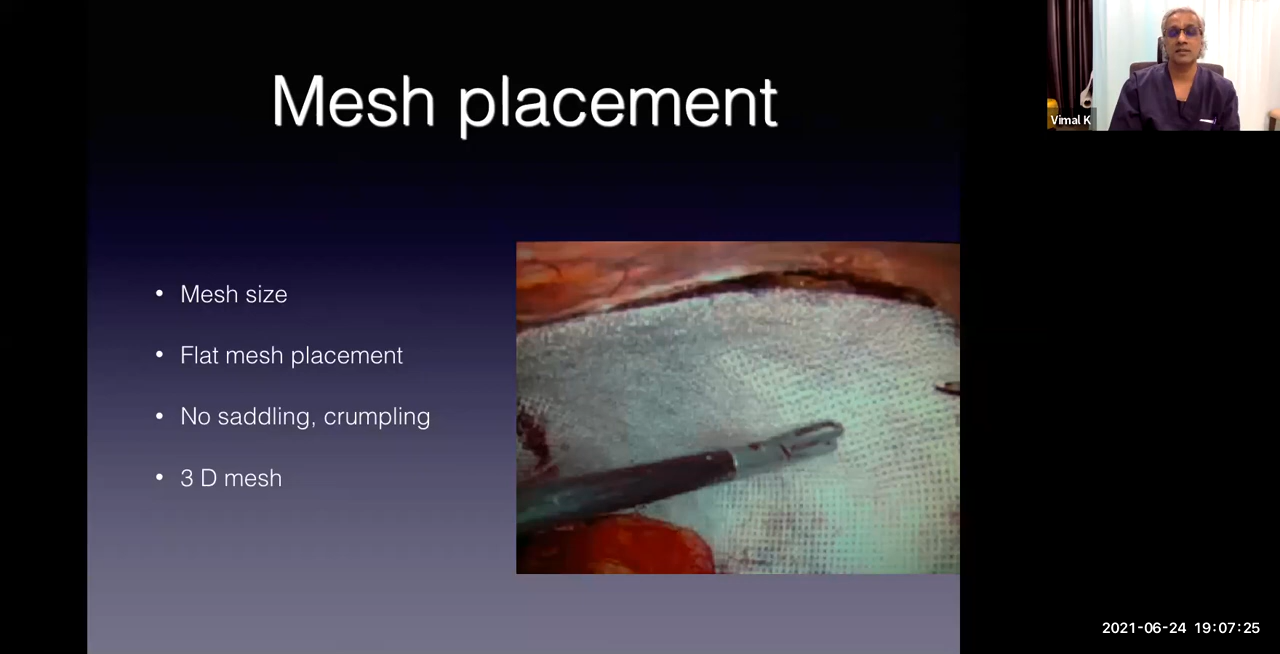 Mesh placement
• Mesh size
• Flat mesh placement
• No saddling, crumpling
• 3 D mesh
Vimal K
2021-06-24 19:07:25